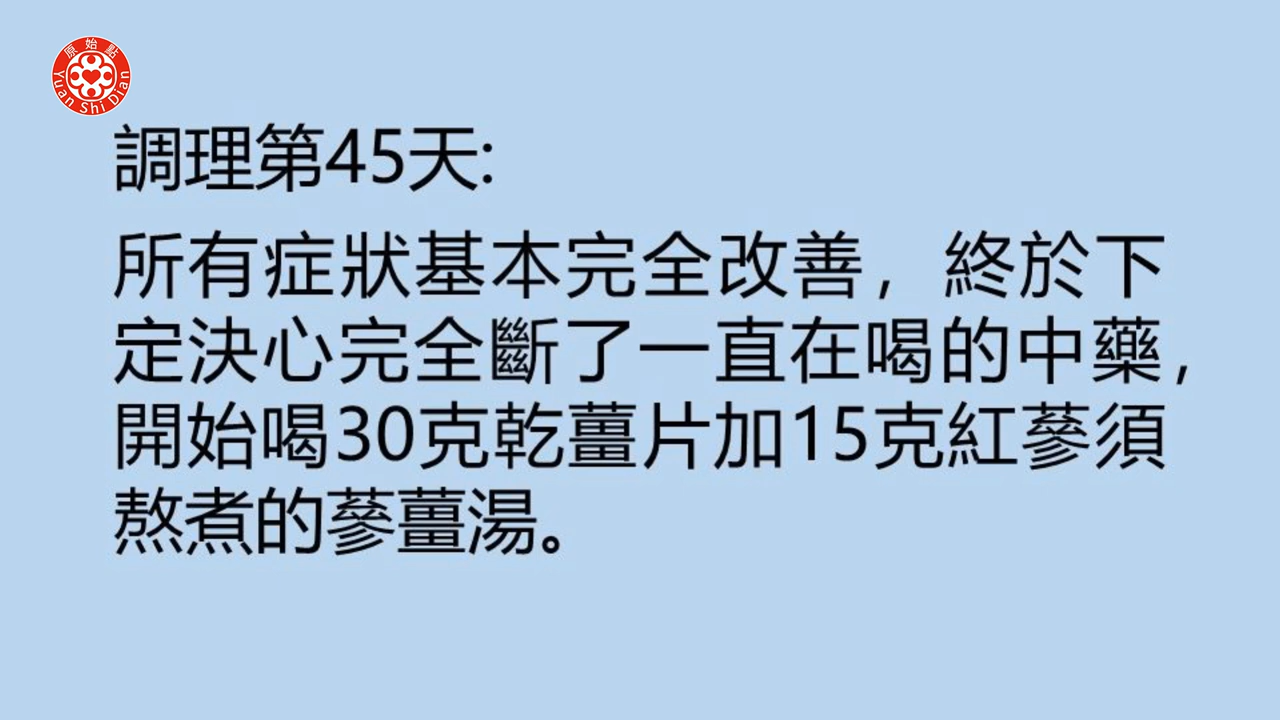 原始點
Yuan Shi Dian
調理第45天:
所有症狀基本完全改善，終於下
定決心完全斷了一直在喝的中藥，
開始喝30克乾薑片加15克紅蔘須
熬煮的蔘薑湯。